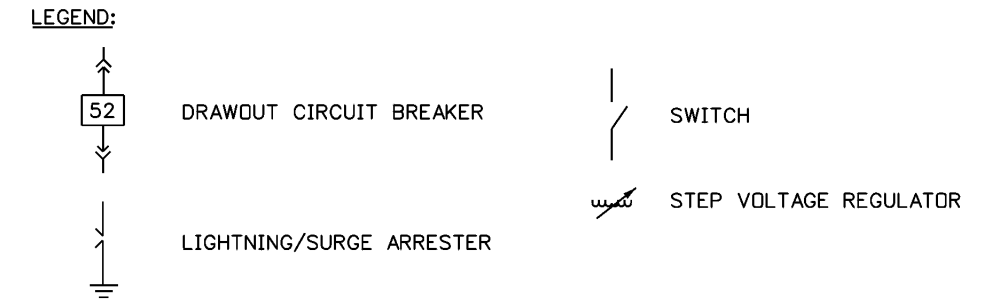 LEGEND:
52
DRAWOUT CIRCUIT BREAKER
SWITCH
STEP VOLTAGE REGULATOR
LIGHTNING/SURGE ARRESTER